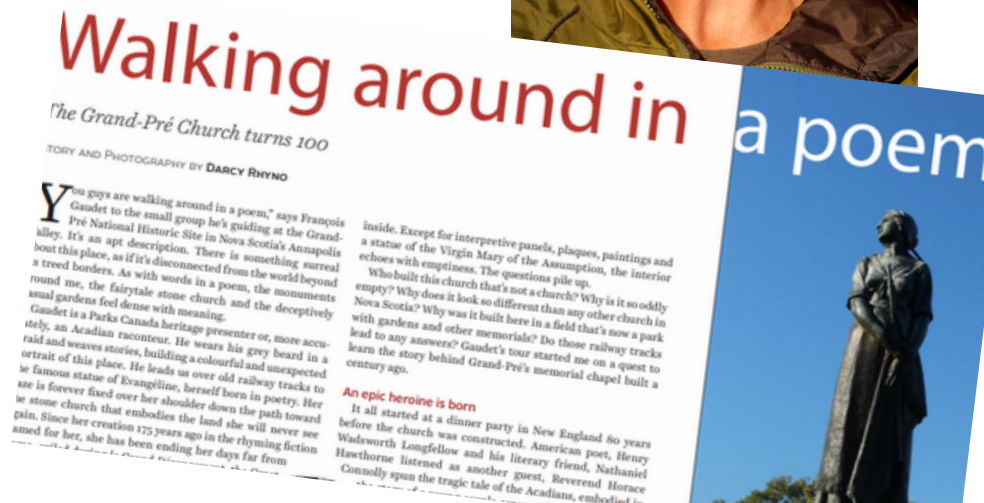 Walking around in a poem
The Grand-Pré Church turns 100
STORY AND PHOTOGRAPHY BY DARCY RHYNO
You guys are walking around in a poem," says François
Gaudet to the small group he's guiding at the Grand-
Pré National Historic Site in Nova Scotia's Annapolis
alley. It's an apt description. There is something surreal
bout this place, as if it's disconnected from the world beyond
s treed borders. As with words in a poem, the monuments
round me, the fairytale stone church and the deceptively
asual gardens feel dense with meaning.
Gaudet is a Parks Canada heritage presenter or, more accu-
ately, an Acadian raconteur. He wears his grey beard in a
raid and weaves stories, building a colourful and unexpected
ortrait of this place. He leads us over old railway tracks to
e famous statue of Evangéline, herself born in poetry. Her
aze is forever fixed over her shoulder down the path toward
e stone church that embodies the land she will never see
gain. Since her creation 175 years ago in the rhyming fiction
amed for her, she has been ending her days far from
inside. Except for interpretive panels, plaques, paintings and
a statue of the Virgin Mary of the Assumption, the interior
echoes with emptiness. The questions pile up.
Who built this church that's not a church? Why is it so oddly
empty? Why does it look so different than any other church in
Nova Scotia? Why was it built here in a field that's now a park
with gardens and other memorials? Do those railway tracks
lead to any answers? Gaudet's tour started me on a quest to
learn the story behind Grand-Pré's memorial chapel built a
century ago.
An epic heroine is born
It all started at a dinner party in New England 80 years
before the church was constructed. American poet, Henry
Wadsworth Longfellow and his literary friend, Nathaniel
Hawthorne listened as another guest, Reverend Horace
Connolly spun the tragic tale of the Acadians, embodied in